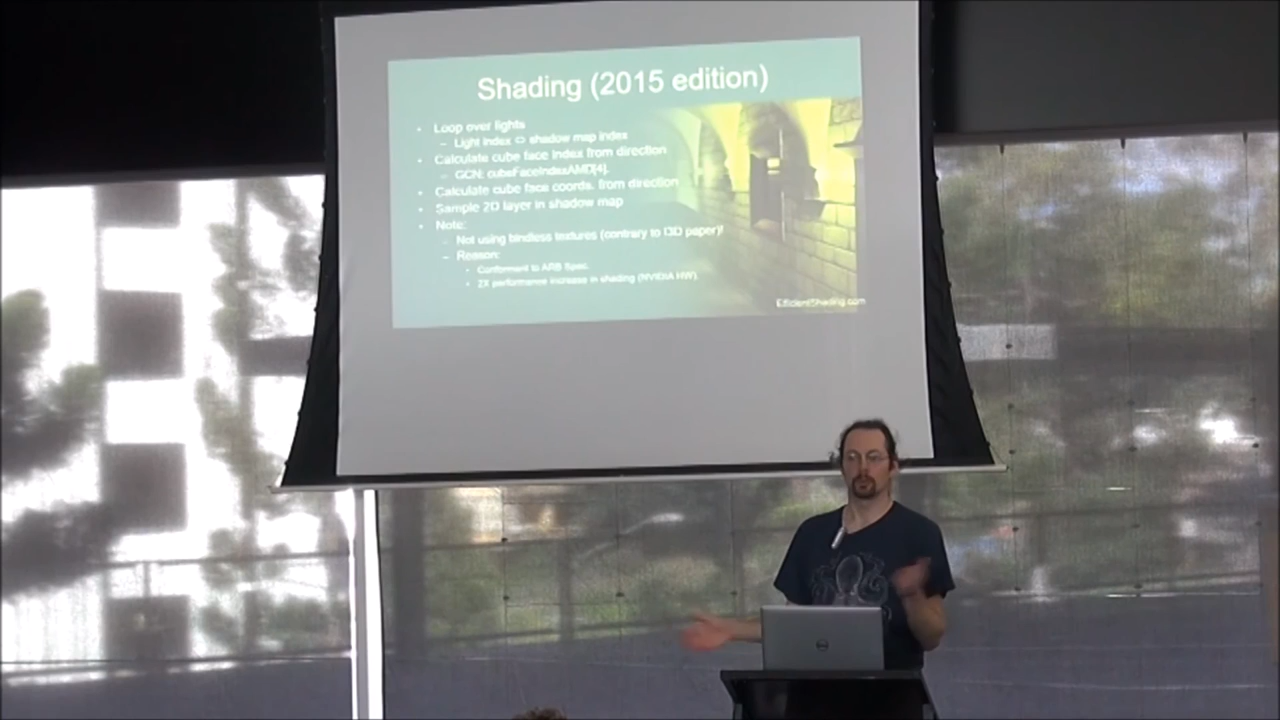 Shading (2015 edition)
• Loop over lights
– Light index ⇔ shadow map index
• Calculate cube face index from direction
– GCN: cubeFaceIndexAMD[4].
• Calculate cube face coords. from direction
• Sample 2D layer in shadow map
• Note:
– Not using bindless textures (contrary to I3D paper)!
– Reason:
• Conformant to ARB Spec.
• 2X performance increase in shading (NVIDIA HW).
EfficientShading.com
DELL